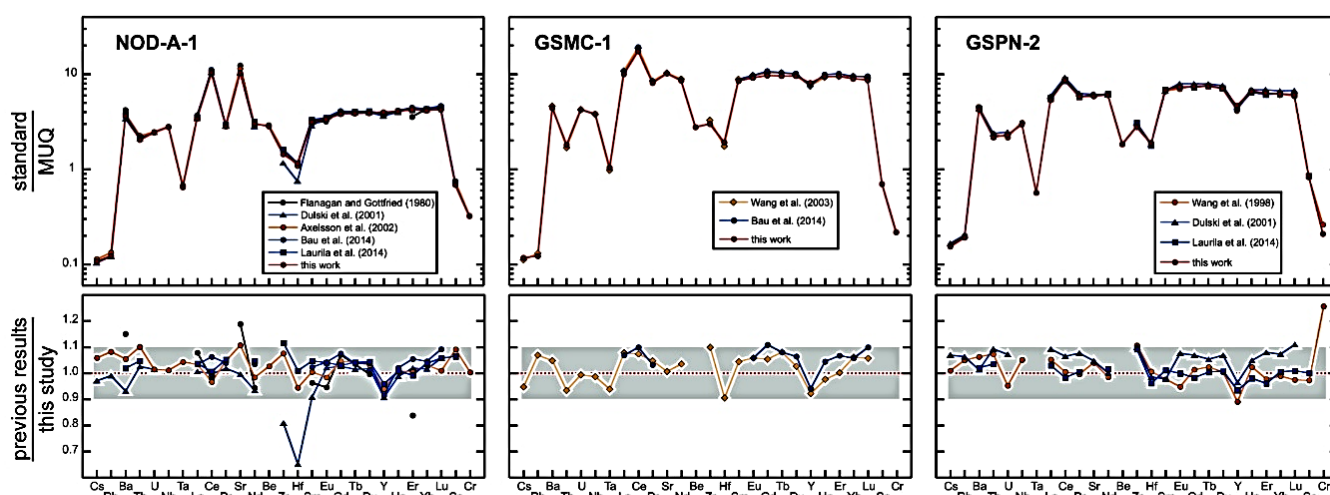 NOD-A-1
GSMC-1
GSPN-2
standard
MUQ
10
1
0.1
Flanagan and Gottfried (1980)
Dulski et al. (2001)
Axelsson et al. (2002)
Bau et al. (2014)
Laurila et al. (2014)
this work
Wang et al. (2003)
Bau et al. (2014)
this work
Wang et al. (1998)
Dulski et al. (2001)
Laurila et al. (2014)
this work
previous results
this study
1.2
1.1
1.0
0.9
0.8
0.7
Cs Ba U Ta Ce Sr Be Hf Eu Tb Y Er Lu Cr
Cs Ba U Ta Ce Sr Be Hf Eu Tb Y Er Lu Cr
Cs Ba U Ta Ce Sr Be Hf Eu Tb Y Er Lu Cr